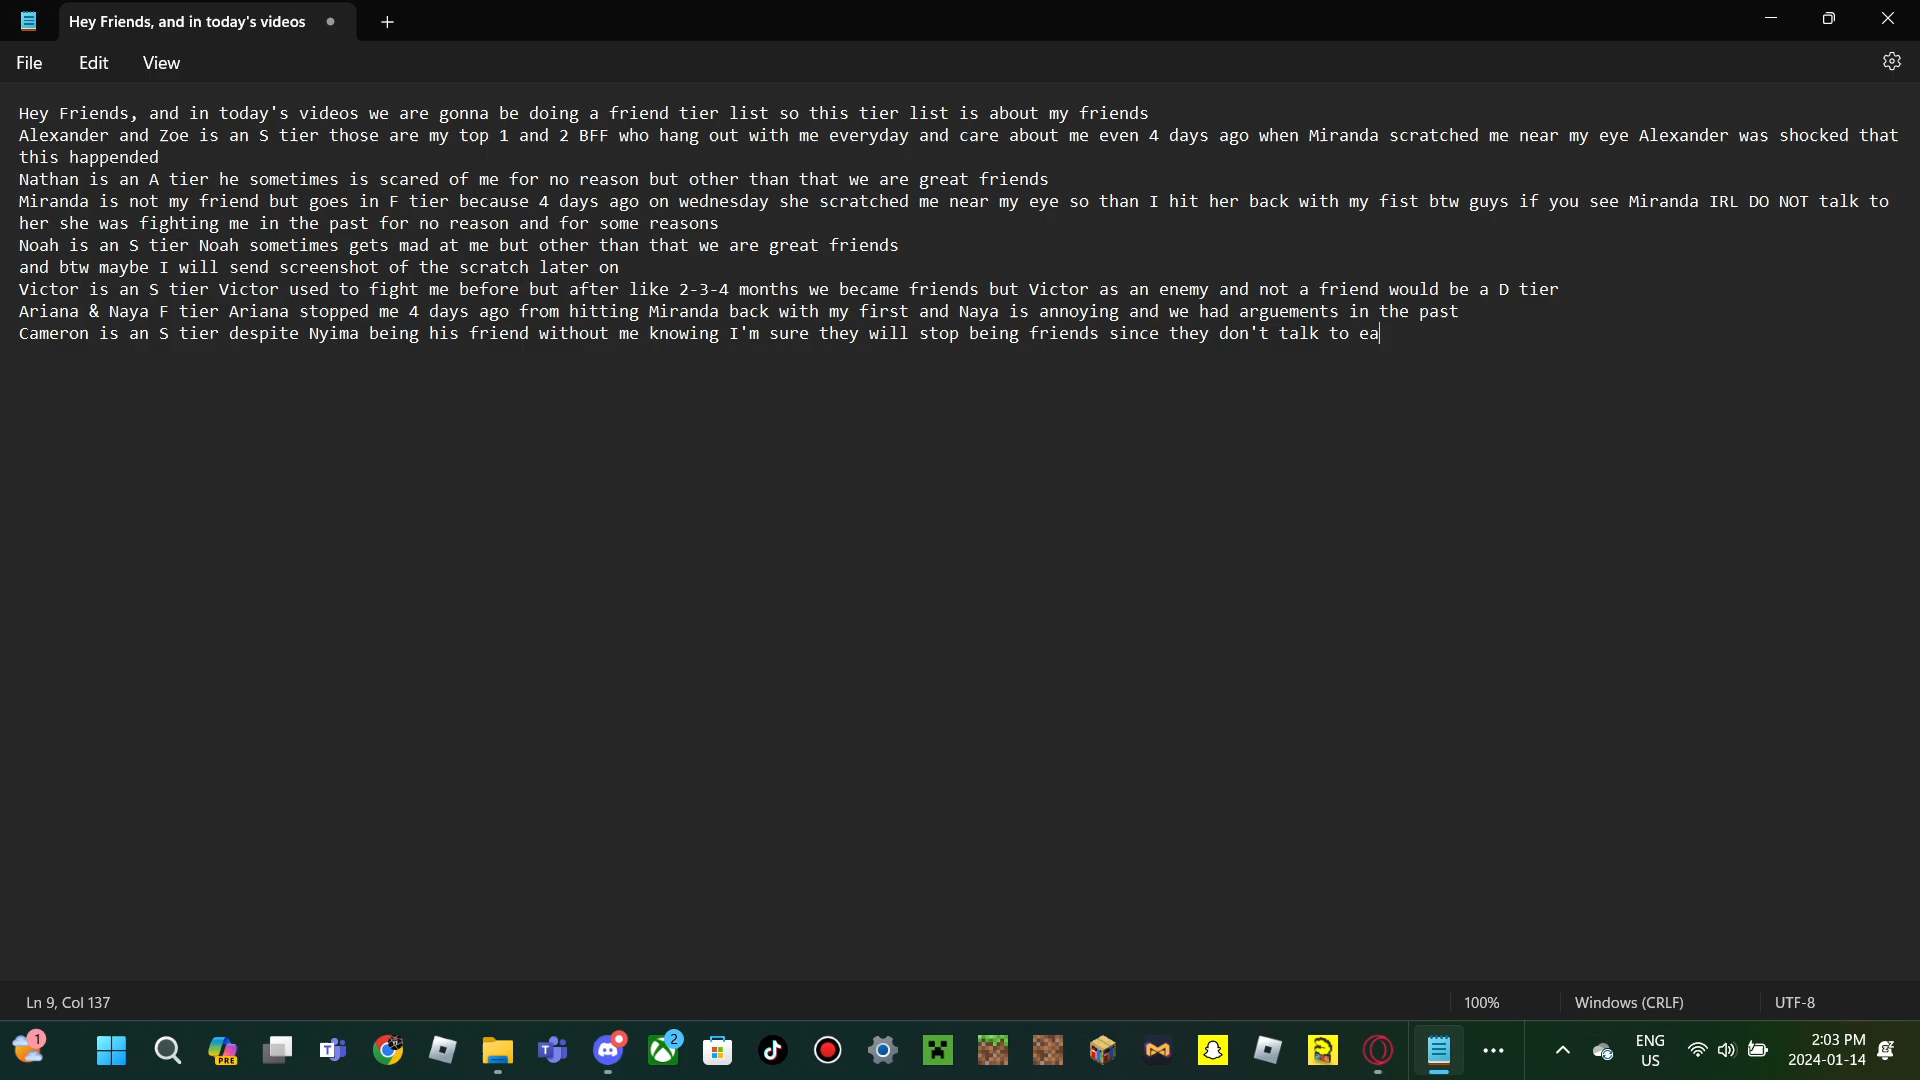 Hey Friends, and in today's videos
File Edit View
Hey Friends, and in today's videos we are gonna be doing a friend tier list so this tier list is about my friends
Alexander and Zoe is an S tier those are my top 1 and 2 BFF who hang out with me everyday and care about me even 4 days ago when Miranda scratched me near my eye Alexander was shocked that
this happended
Nathan is an A tier he sometimes is scared of me for no reason but other than that we are great friends
Miranda is not my friend but goes in F tier because 4 days ago on wednesday she scratched me near my eye so than I hit her back with my fist btw guys if you see Miranda IRL DO NOT talk to
her she was fighting me in the past for no reason and for some reasons
Noah is an S tier Noah sometimes gets mad at me but other than that we are great friends
and btw maybe I will send screenshot of the scratch later on
Victor is an S tier Victor used to fight me before but after like 2-3-4 months we became friends but Victor as an enemy and not a friend would be a D tier
Ariana & Naya F tier Ariana stopped me 4 days ago from hitting Miranda back with my first and Naya is annoying and we had arguements in the past
Cameron is an S tier despite Nyima being his friend without me knowing I'm sure they will stop being friends since they don't talk to ea
Ln 9, Col 137 100% Windows (CRLF) UTF-8
1 PRE 2 ENG 2:03 PM
US 2024-01-14